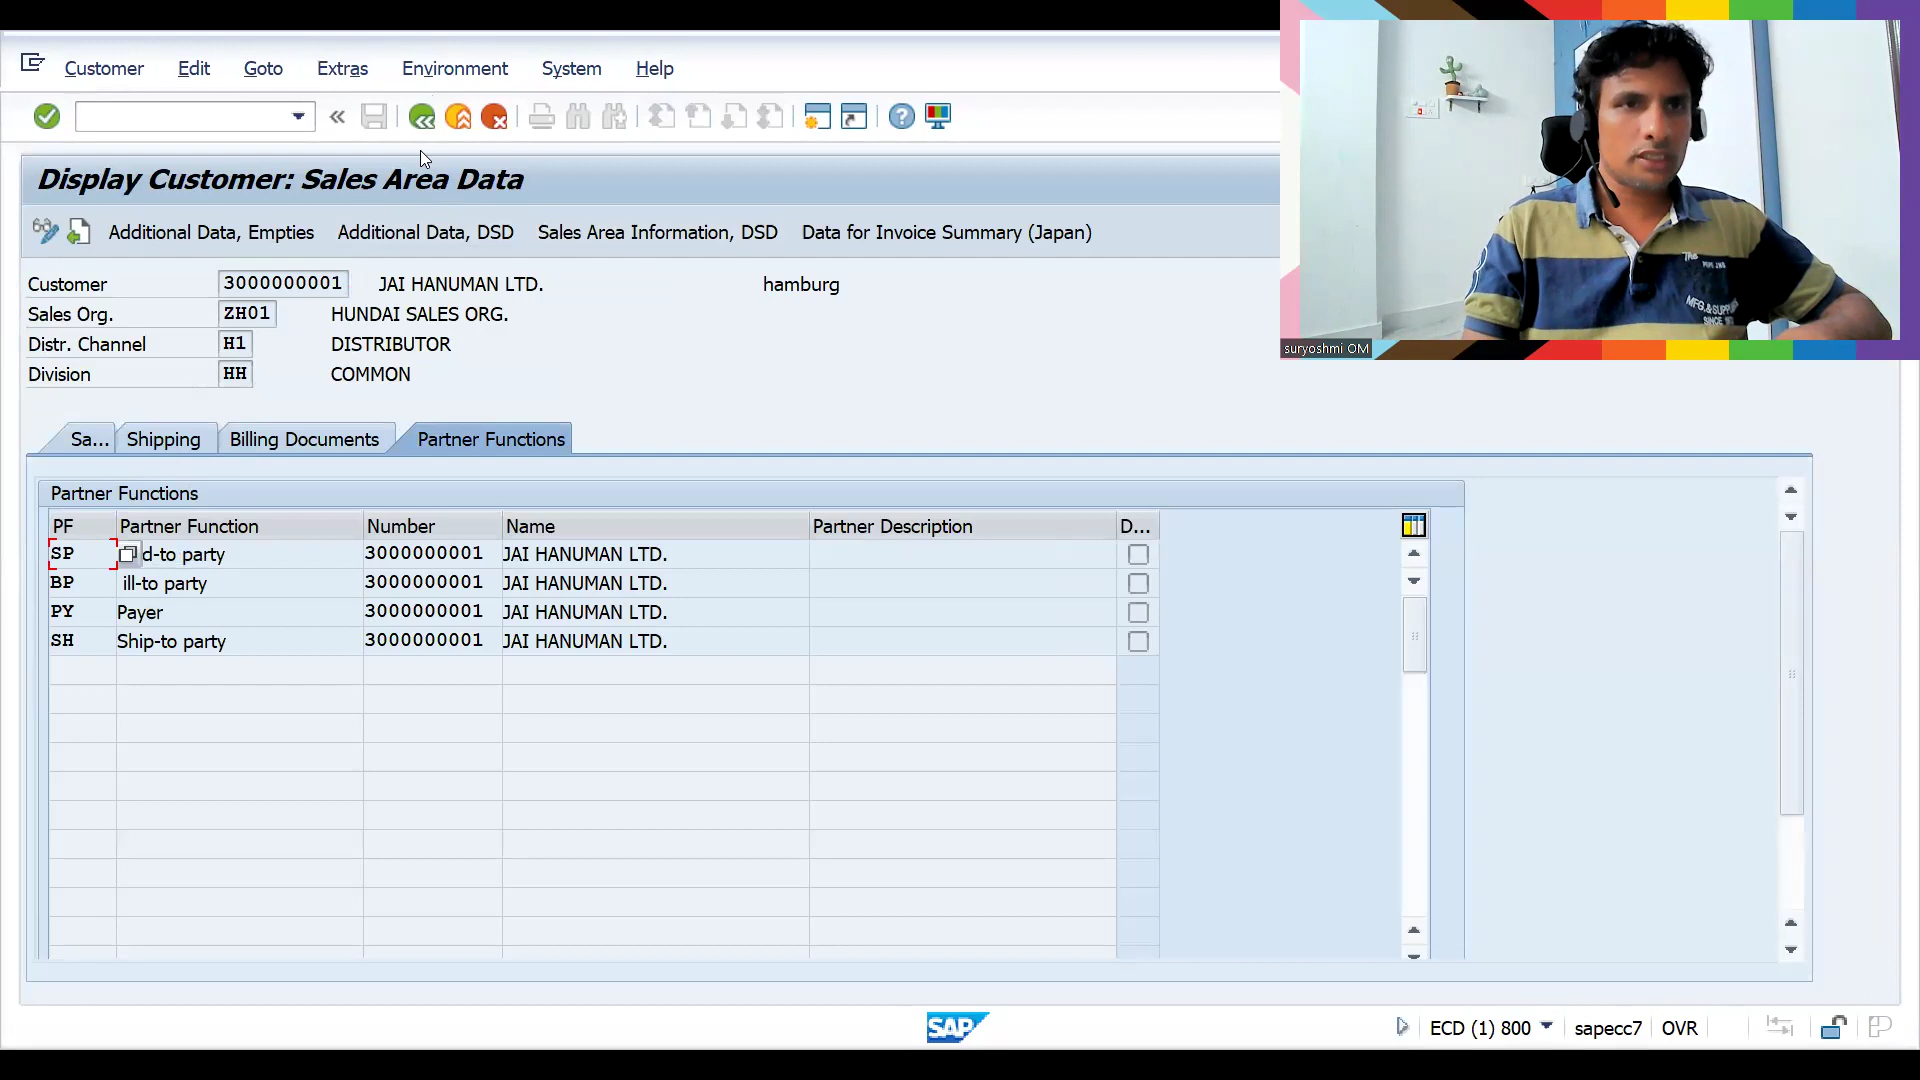 Customer Edit Goto Extras Environment System Help
Display Customer: Sales Area Data
Additional Data, Empties Additional Data, DSD Sales Area Information, DSD Data for Invoice Summary (Japan)
Customer 3000000001 JAI HANUMAN LTD. hamburg
Sales Org. ZH01 HUNDAI SALES ORG.
Distr. Channel H1 DISTRIBUTOR
Division HH COMMON
Sa... Shipping Billing Documents Partner Functions
Partner Functions
PF Partner Function Number Name Partner Description D...
SP d-to party 3000000001 JAI HANUMAN LTD.
BP ill-to party 3000000001 JAI HANUMAN LTD.
PY Payer 3000000001 JAI HANUMAN LTD.
SH Ship-to party 3000000001 JAI HANUMAN LTD.
SAP ECD (1) 800 sapecc7 OVR
suryoshmi OM
MFG.& SUPP
SINCE